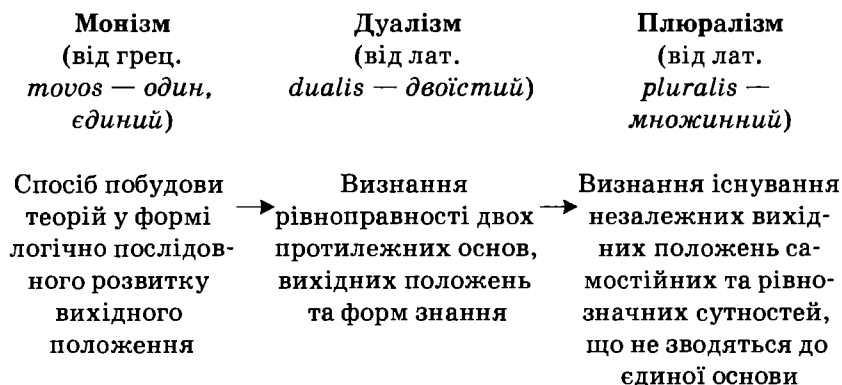 Монізм
(від грец.
movos — один,
єдиний)
Дуалізм
(від лат.
dualis — двоїстий)
Плюралізм
(від лат.
pluralis —
множинний)
Спосіб побудови
теорій у формі
логічно послідов-
ного розвитку
вихідного
положення
Визнання
рівноправності двох
протилежних основ,
вихідних положень
та форм знання
Визнання існування
незалежних вихід-
них положень са-
мостійних та рівно-
значних сутностей,
що не зводяться до
єдиної основи